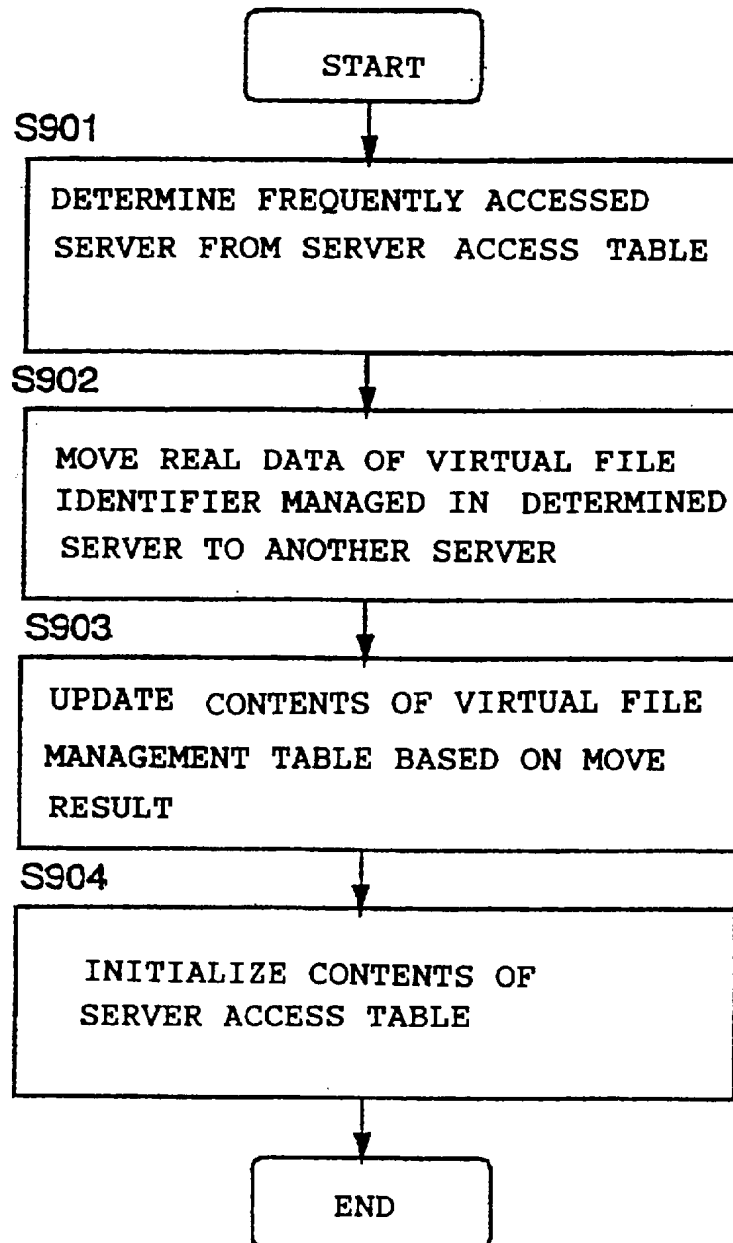 START
S901
DETERMINE FREQUENTLY ACCESSED
SERVER FROM SERVER ACCESS TABLE
S902
MOVE REAL DATA OF VIRTUAL FILE
IDENTIFIER MANAGED IN DETERMINED
SERVER TO ANOTHER SERVER
S903
UPDATE CONTENTS OF VIRTUAL FILE
MANAGEMENT TABLE BASED ON MOVE
RESULT
S904
INITIALIZE CONTENTS OF
SERVER ACCESS TABLE
END